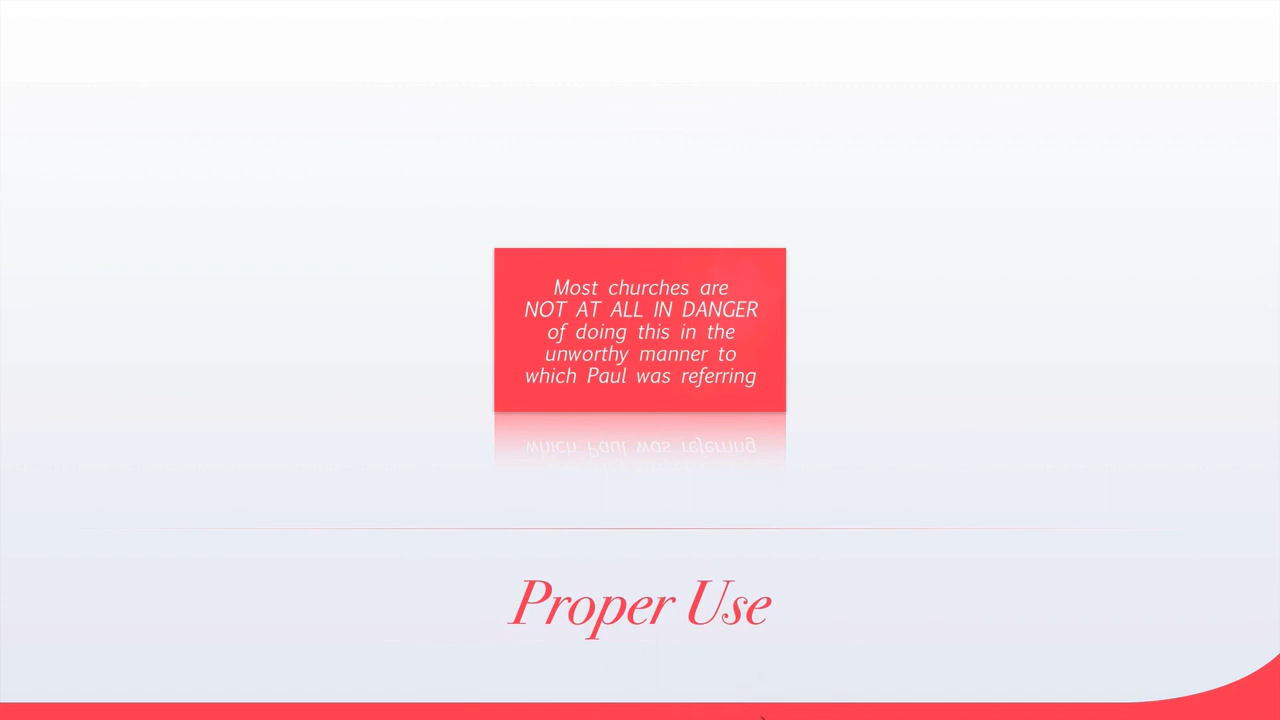 Most churches are
NOT AT ALL IN DANGER
of doing this in the
unworthy manner to
which Paul was referring
Proper Use